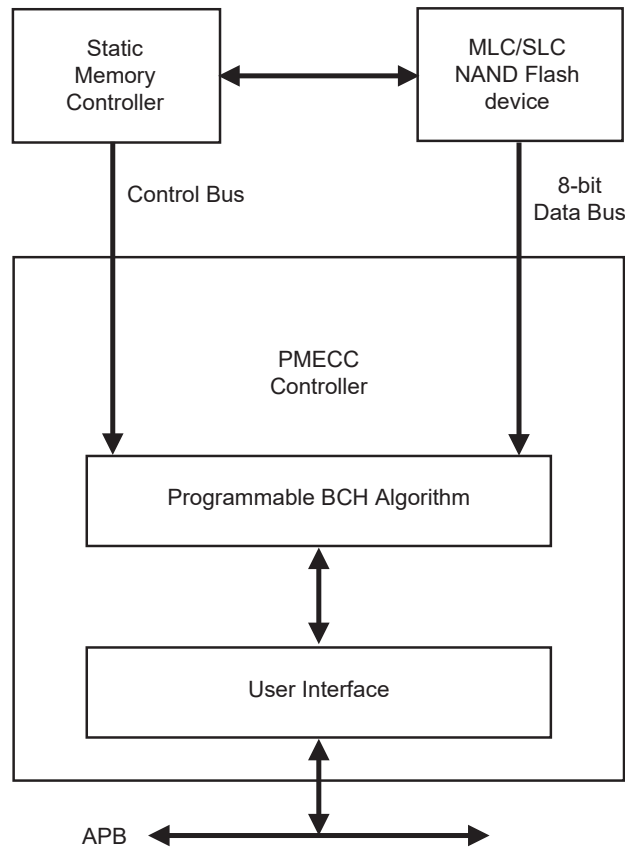 Static
Memory
Controller
MLC/SLC
NAND Flash
device
Control Bus
8-bit
Data Bus
PMECC
Controller
Programmable BCH Algorithm
User Interface
APB